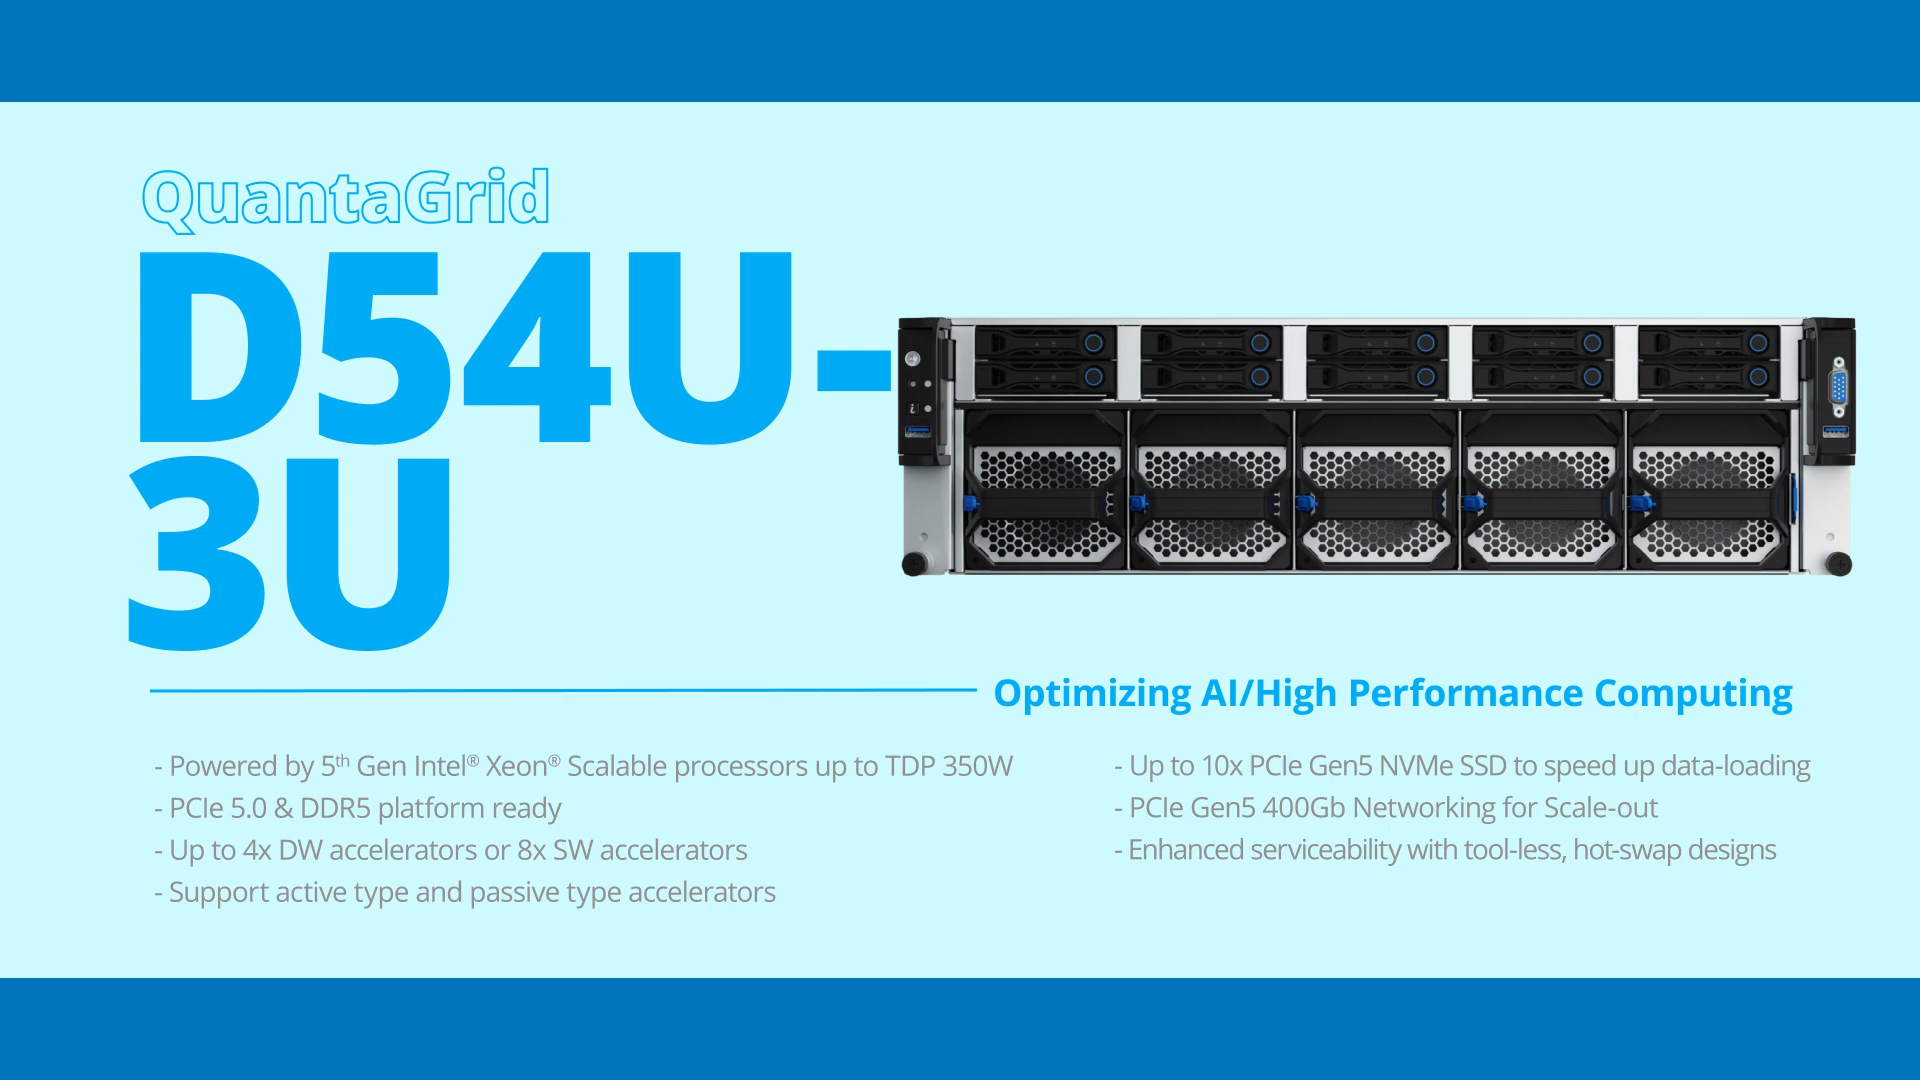 QuantaGrid
D54U-
3U
Optimizing AI/High Performance Computing
- Powered by 5th Gen Intel® Xeon® Scalable processors up to TDP 350W
- PCIe 5.0 & DDR5 platform ready
- Up to 4x DW accelerators or 8x SW accelerators
- Support active type and passive type accelerators
- Up to 10x PCIe Gen5 NVMe SSD to speed up data-loading
- PCIe Gen5 400Gb Networking for Scale-out
- Enhanced serviceability with tool-less, hot-swap designs